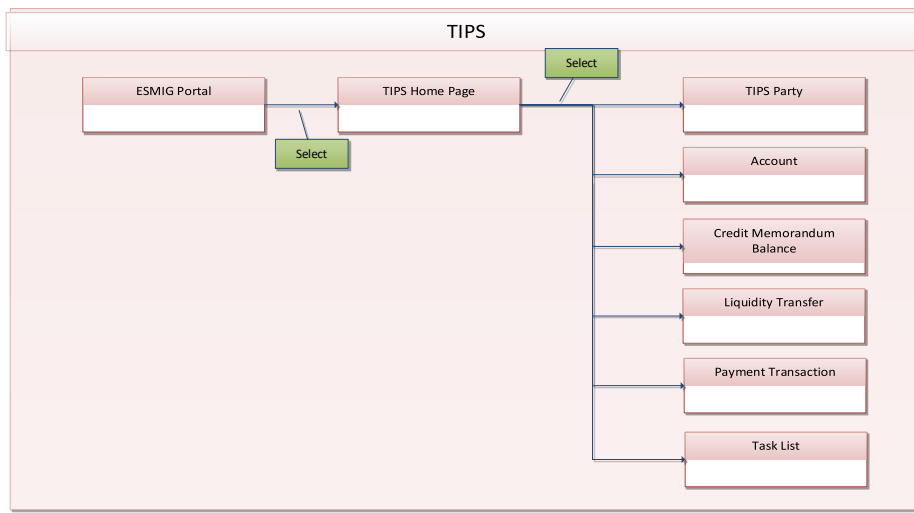 TIPS
Select
ESMIG Portal
TIPS Home Page
TIPS Party
Select
Account
Credit Memorandum
Balance
Liquidity Transfer
Payment Transaction
Task List